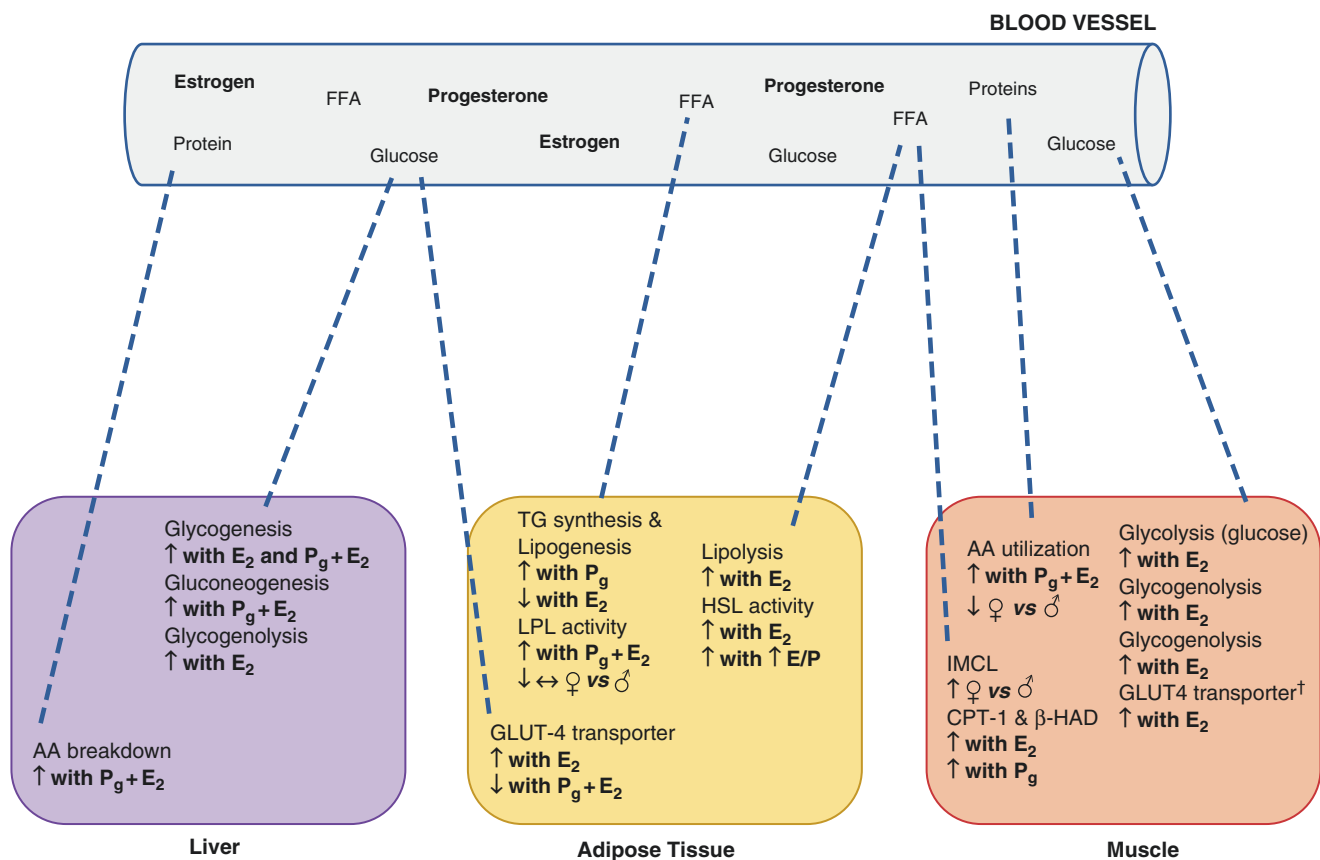 BLOOD VESSEL
Estrogen
FFA
Progesterone
FFA
Progesterone
Proteins
FFA
Protein
Glucose
Estrogen
Glucose
Glucose
Glycogenesis
↑ with E₂ and Pg + E₂
Gluconeogenesis
↑ with Pg + E₂
Glycogenolysis
↑ with E₂
AA breakdown
↑ with Pg + E₂
Liver
TG synthesis &
Lipogenesis
↑ with Pg
↓ with E₂
LPL activity
↑ with Pg + E₂
↓ ↔ ♀ vs ♂
Lipolysis
↑ with E₂
HSL activity
↑ with E₂
↑ with ↑ E/P
GLUT-4 transporter
↑ with E₂
↓ with Pg + E₂
Adipose Tissue
AA utilization
↑ with Pg + E₂
↓ ♀ vs ♂
IMCL
↑ ♀ vs ♂
CPT-1 & β-HAD
↑ with E₂
↑ with Pg
Glycolysis (glucose)
↑ with E₂
Glycogenolysis
↑ with E₂
Glycogenolysis
↑ with E₂
GLUT4 transporter†
↑ with E₂
Muscle